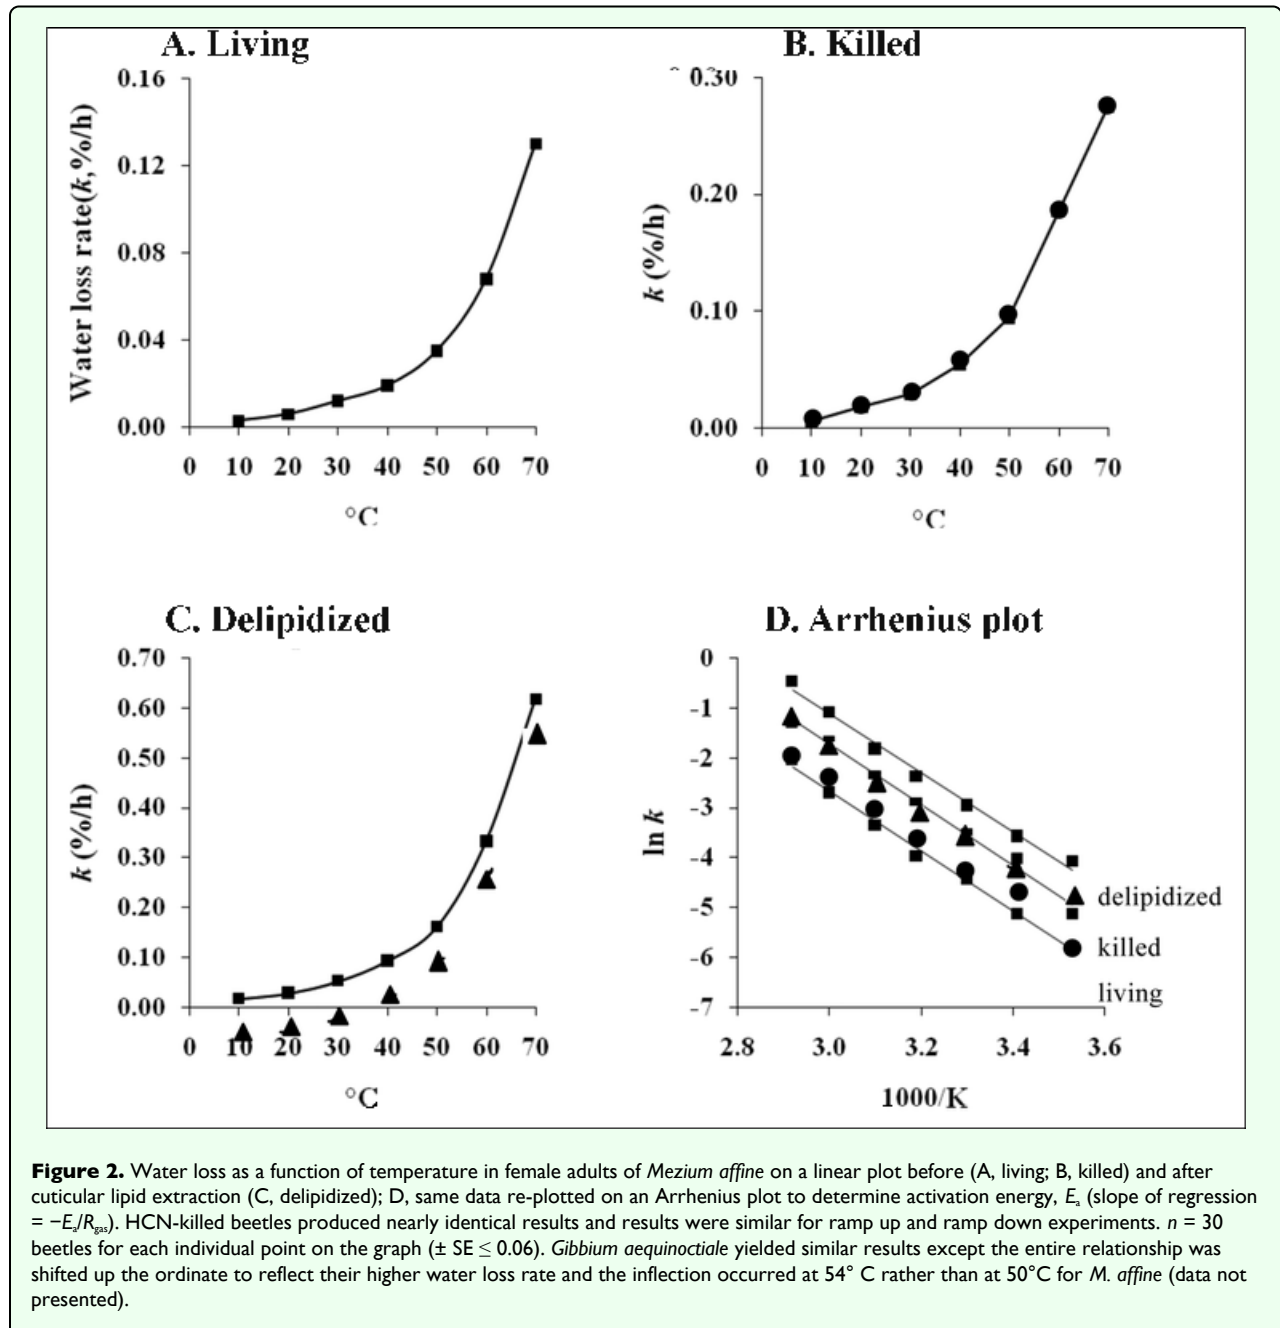 A. Living
0.16
0.12
0.08
0.04
0.00
Water loss rate(k,%/h)
0 10 20 30 40 50 60 70
°C
B. Killed
0.30
0.20
0.10
0.00
k (%/h)
0 10 20 30 40 50 60 70
°C
C. Delipidized
0.70
0.60
0.50
0.40
0.30
0.20
0.10
0.00
k (%/h)
0 10 20 30 40 50 60 70
°C
D. Arrhenius plot
0
-1
-2
-3
-4
-5
-6
-7
ln k
delipidized
killed
living
2.8 3.0 3.2 3.4 3.6
1000/K
Figure 2. Water loss as a function of temperature in female adults of Mezium affine on a linear plot before (A, living; B, killed) and after
cuticular lipid extraction (C, delipidized); D, same data re-plotted on an Arrhenius plot to determine activation energy, Ea (slope of regression
= −Ea/Rgas). HCN-killed beetles produced nearly identical results and results were similar for ramp up and ramp down experiments. n = 30
beetles for each individual point on the graph (± SE ≤ 0.06). Gibbium aequinoctiale yielded similar results except the entire relationship was
shifted up the ordinate to reflect their higher water loss rate and the inflection occurred at 54° C rather than at 50°C for M. affine (data not
presented).